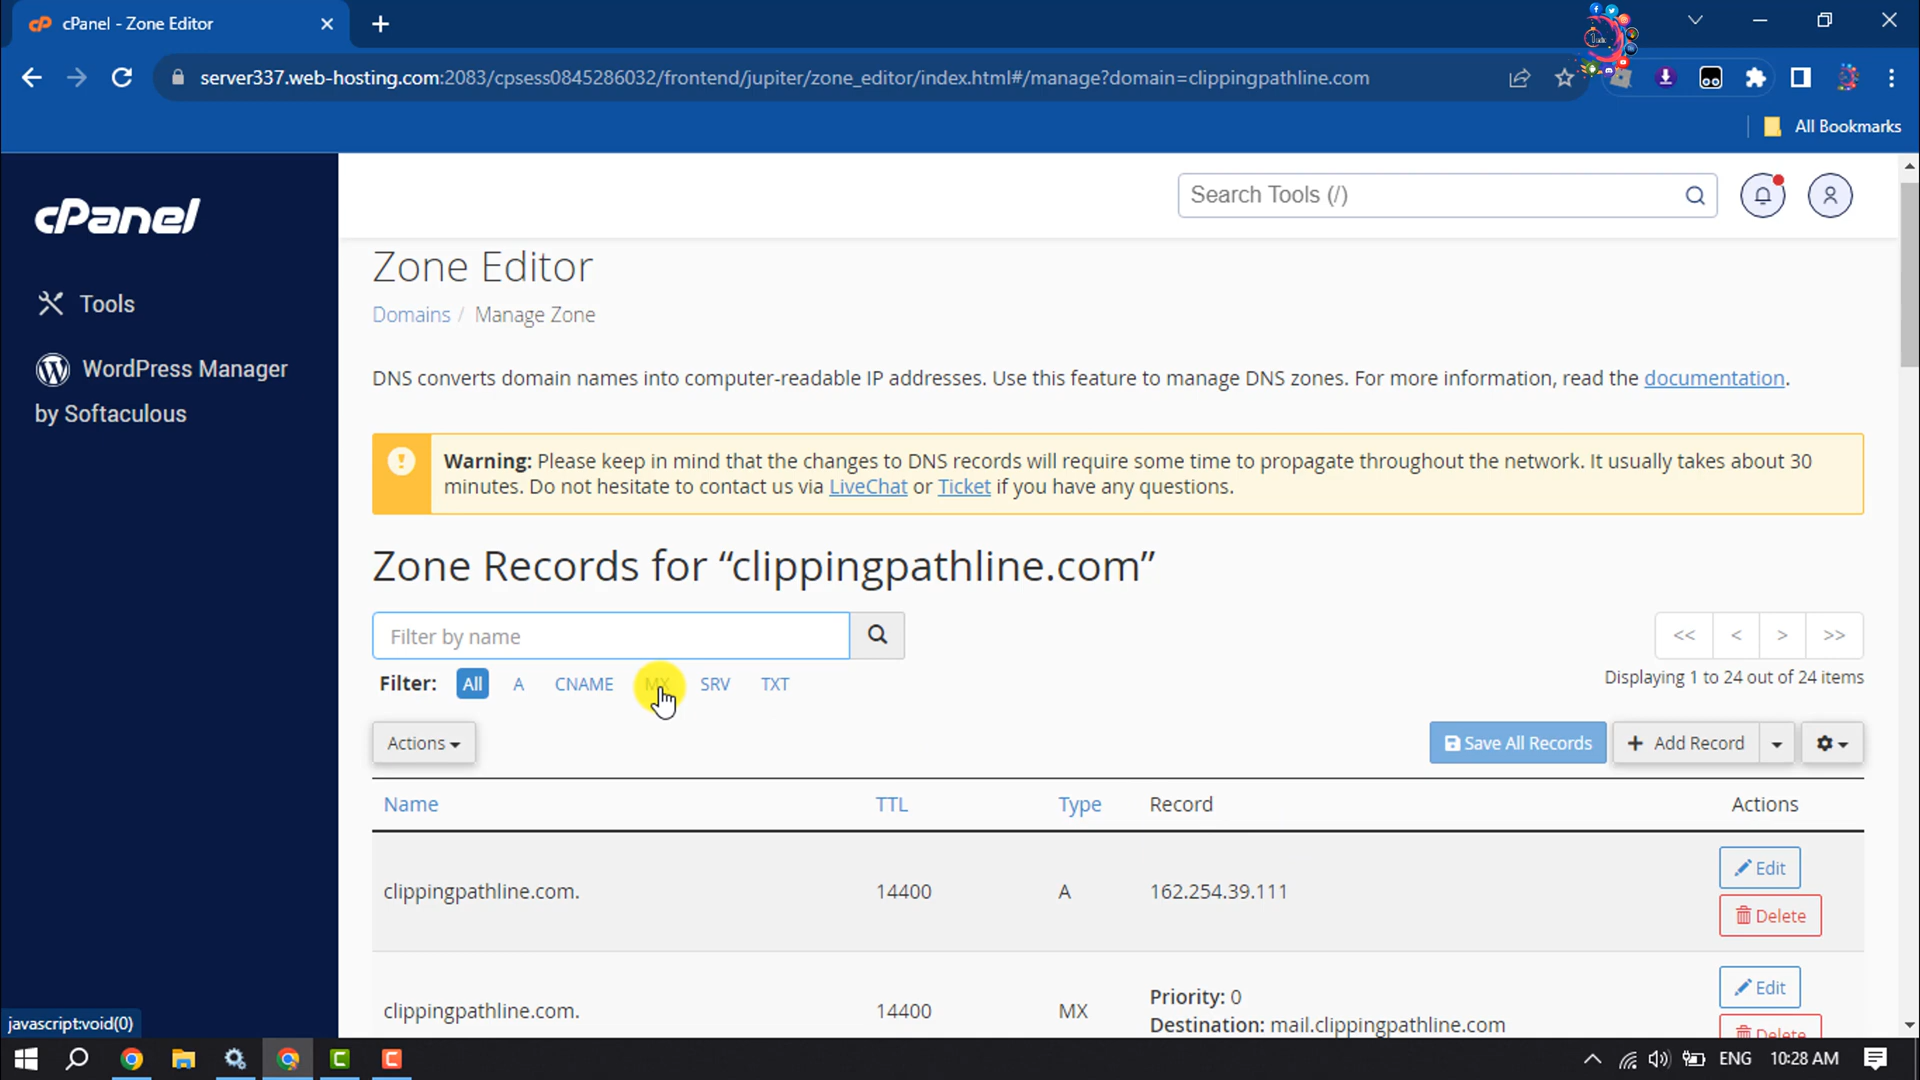 cPanel - Zone Editor
server337.web-hosting.com:2083/cpsess0845286032/frontend/jupiter/zone_editor/index.html#/manage?domain=clippingpathline.com
All Bookmarks
cPanel
Search Tools (/)
Tools
WordPress Manager
by Softaculous
Zone Editor
Domains / Manage Zone
DNS converts domain names into computer-readable IP addresses. Use this feature to manage DNS zones. For more information, read the documentation.
Warning: Please keep in mind that the changes to DNS records will require some time to propagate throughout the network. It usually takes about 30
minutes. Do not hesitate to contact us via LiveChat or Ticket if you have any questions.
Zone Records for “clippingpathline.com”
Filter by name
<< < > >>
Filter: All A CNAME MX SRV TXT
Displaying 1 to 24 out of 24 items
Actions
Save All Records
+ Add Record
Name TTL Type Record Actions
clippingpathline.com. 14400 A 162.254.39.111
Edit
Delete
clippingpathline.com. 14400 MX
Priority: 0
Destination: mail.clippingpathline.com
Edit
Delete
javascript:void(0)
ENG 10:28 AM